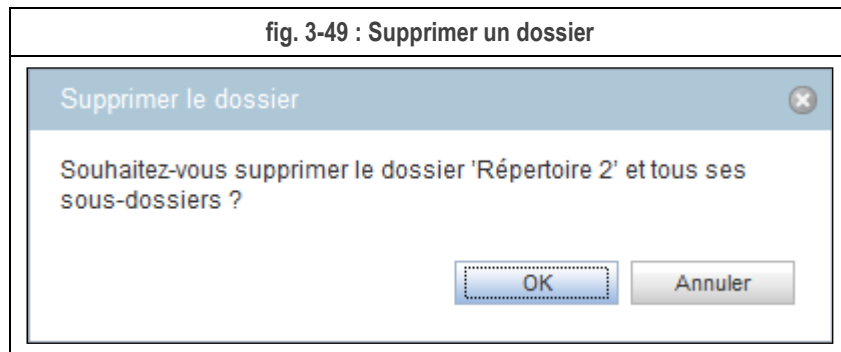 fig. 3-49 : Supprimer un dossier
Supprimer le dossier
Souhaitez-vous supprimer le dossier 'Répertoire 2' et tous ses
sous-dossiers ?
OK
Annuler